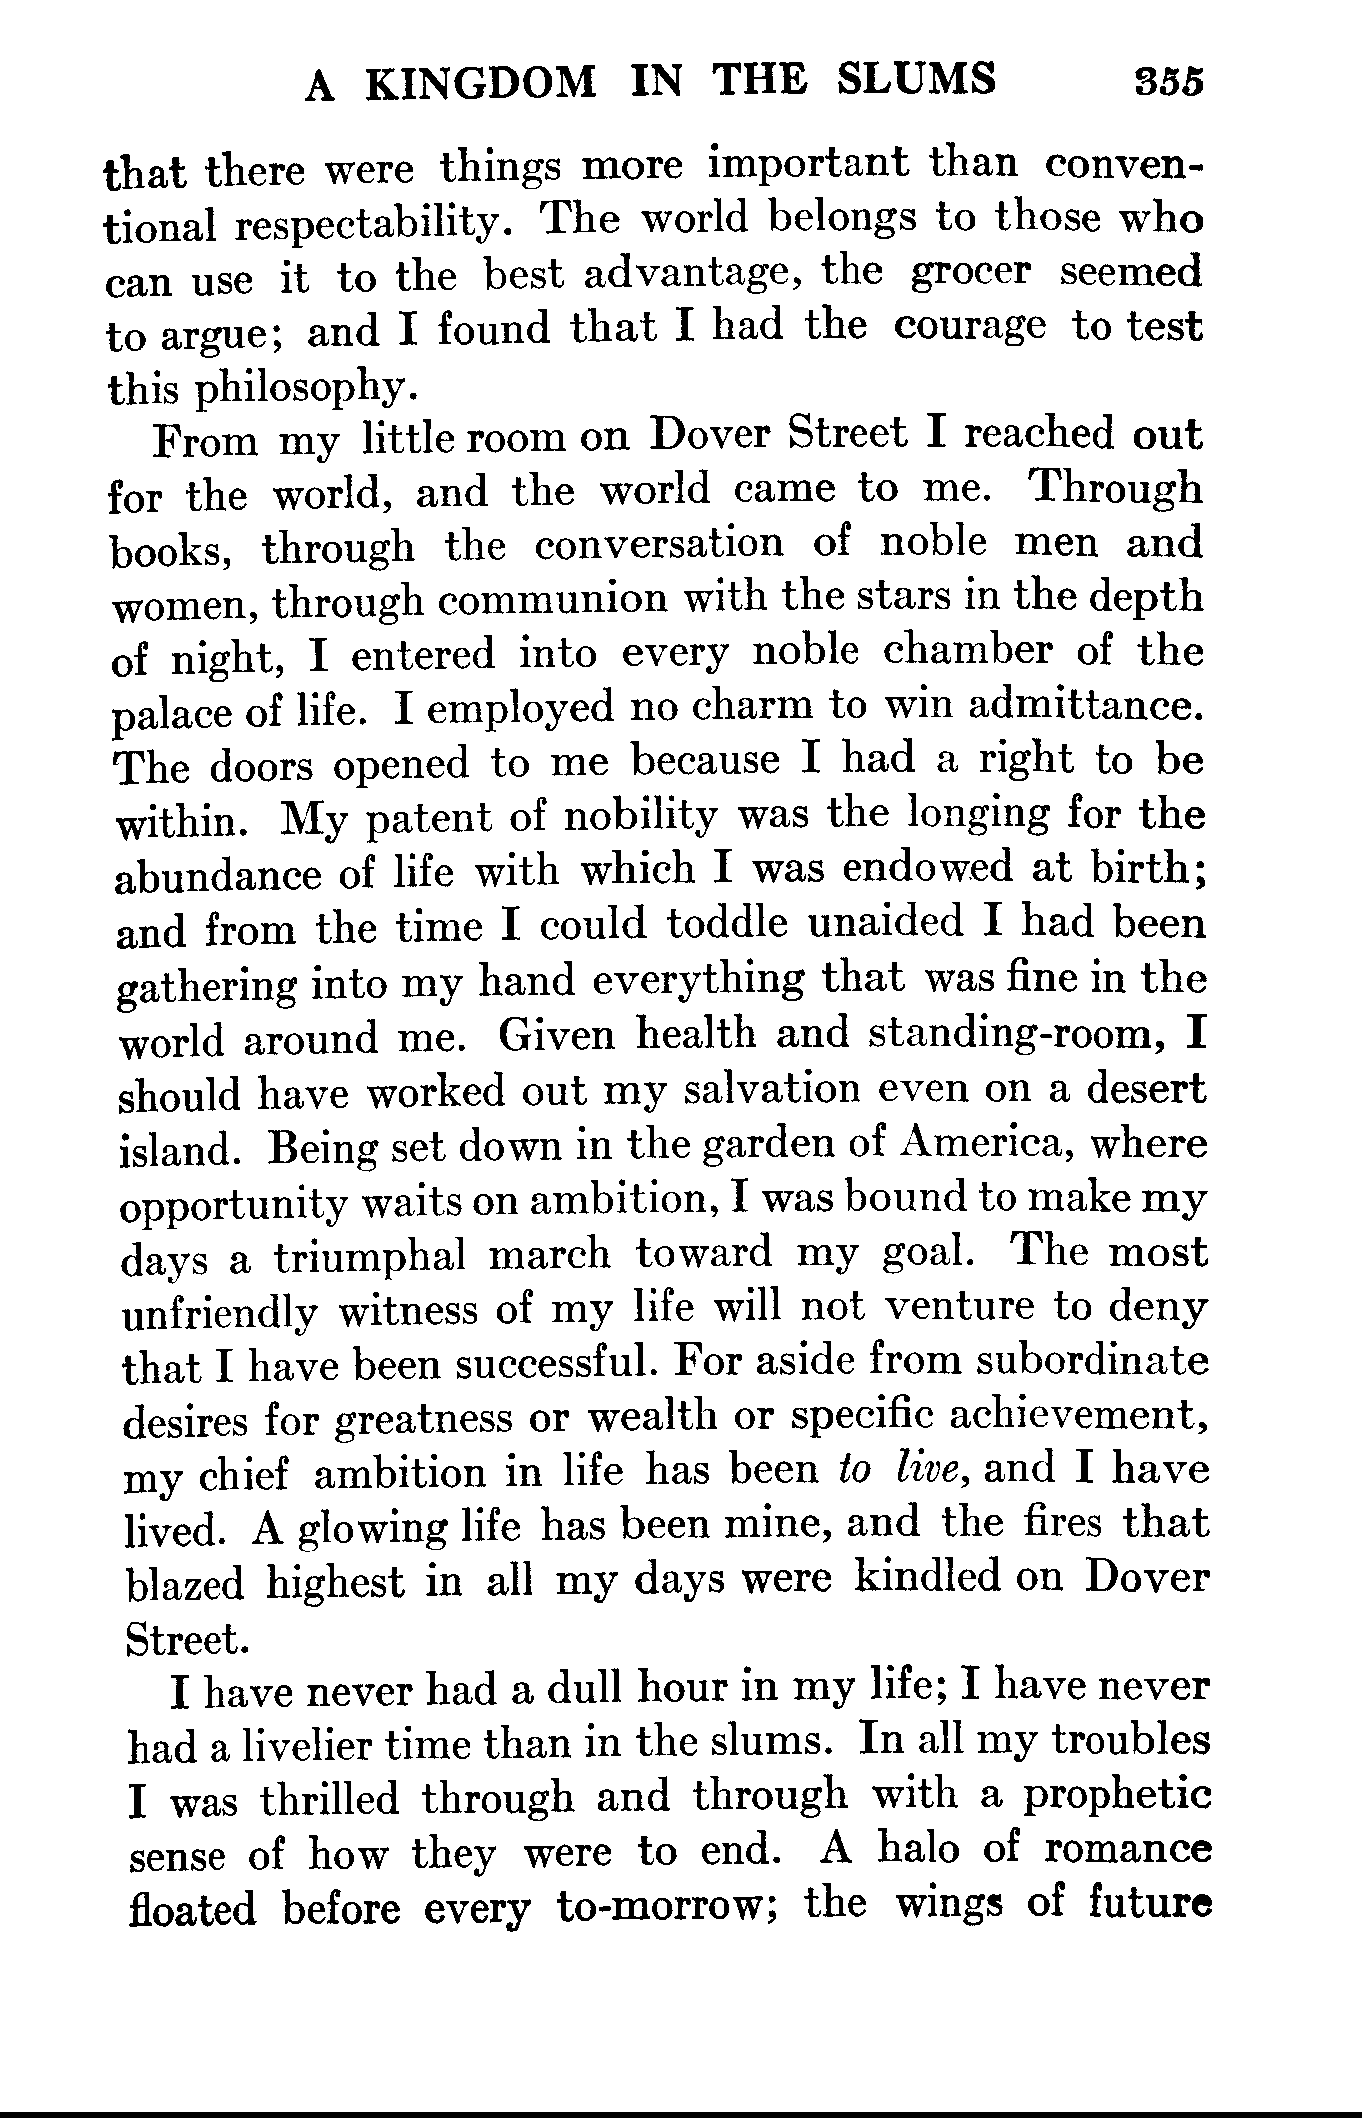 A KINGDOM IN THE SLUMS 355
that there were things more important than conven-
tional respectability. The world belongs to those who
can use it to the best advantage, the grocer seemed
to argue; and I found that I had the courage to test
this philosophy.
From my little room on Dover Street I reached out
for the world, and the world came to me. Through
books, through the conversation of noble men and
women, through communion with the stars in the depth
of night, I entered into every noble chamber of the
palace of life. I employed no charm to win admittance.
The doors opened to me because I had a right to be
within. My patent of nobility was the longing for the
abundance of life with which I was endowed at birth;
and from the time I could toddle unaided I had been
gathering into my hand everything that was fine in the
world around me. Given health and standing-room, I
should have worked out my salvation even on a desert
island. Being set down in the garden of America, where
opportunity waits on ambition, I was bound to make my
days a triumphal march toward my goal. The most
unfriendly witness of my life will not venture to deny
that I have been successful. For aside from subordinate
desires for greatness or wealth or specific achievement,
my chief ambition in life has been to live, and I have
lived. A glowing life has been mine, and the fires that
blazed highest in all my days were kindled on Dover
Street.
I have never had a dull hour in my life; I have never
had a livelier time than in the slums. In all my troubles
I was thrilled through and through with a prophetic
sense of how they were to end. A halo of romance
floated before every to-morrow; the wings of future